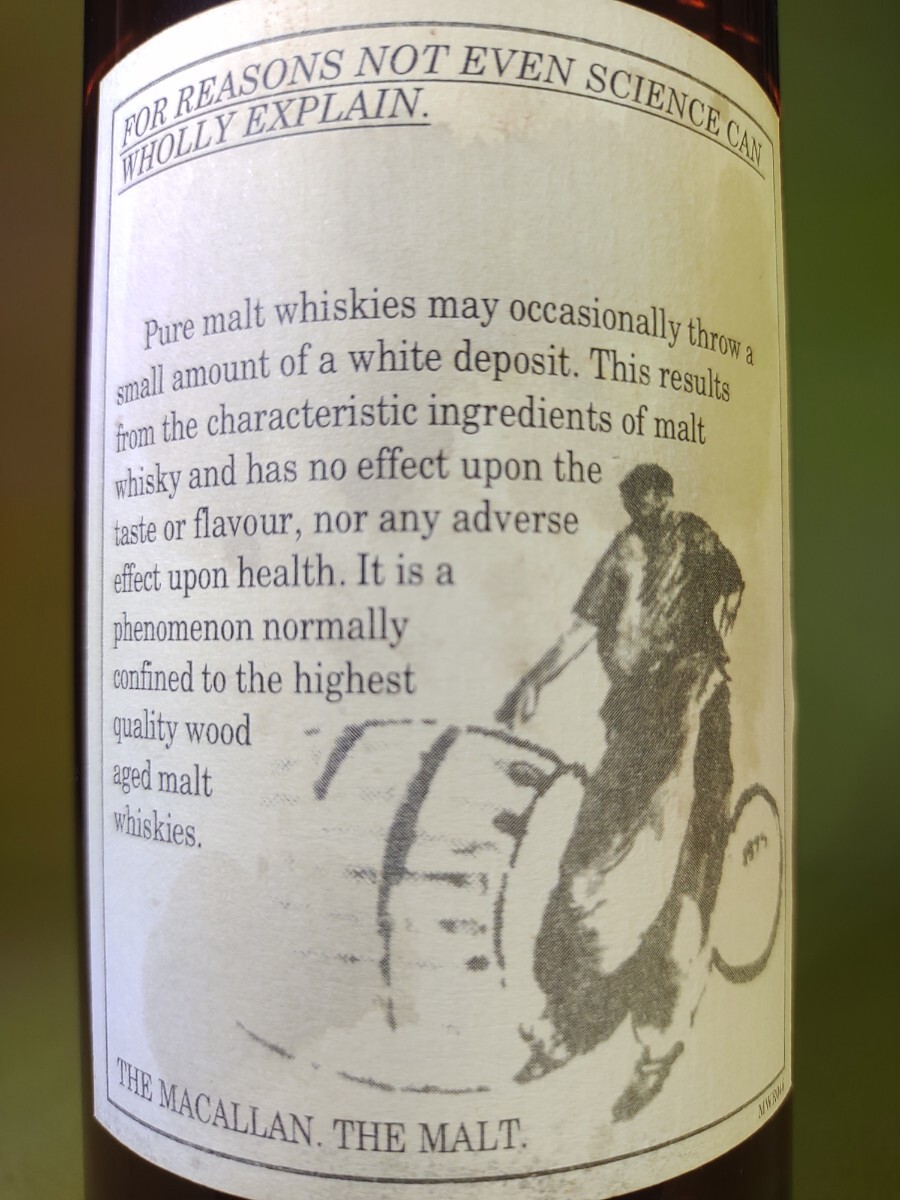 FOR REASONS NOT EVEN SCIENCE CAN
WHOLLY EXPLAIN.
Pure malt whiskies may occasionally throw a
small amount of a white deposit. This results
from the characteristic ingredients of malt
whisky and has no effect upon the
taste or flavour, nor any adverse
effect upon health. It is a
phenomenon normally
confined to the highest
quality wood
aged malt
whiskies.
THE MACALLAN. THE MALT.